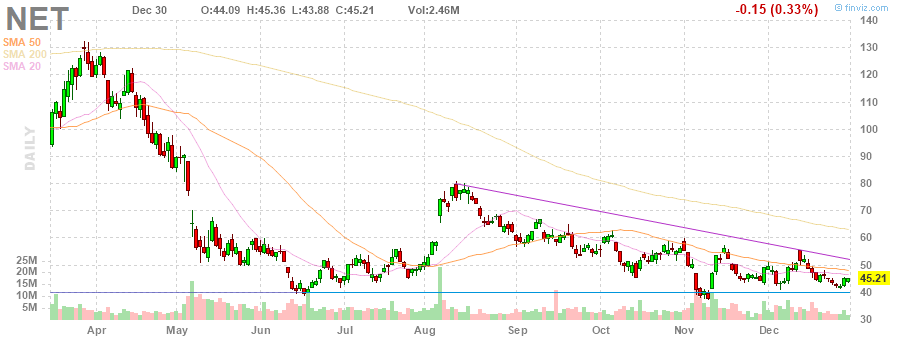 NET Dec 30 O:44.09 H:45.36 L:43.88 C:45.21 Vol:2.46M -0.15 (0.33%) © finviz.com
SMA 50
SMA 200
SMA 20
DAILY
140
130
120
110
100
90
80
70
60
50
45.21
40
30
25M
20M
15M
10M
5M
Apr May Jun Jul Aug Sep Oct Nov Dec